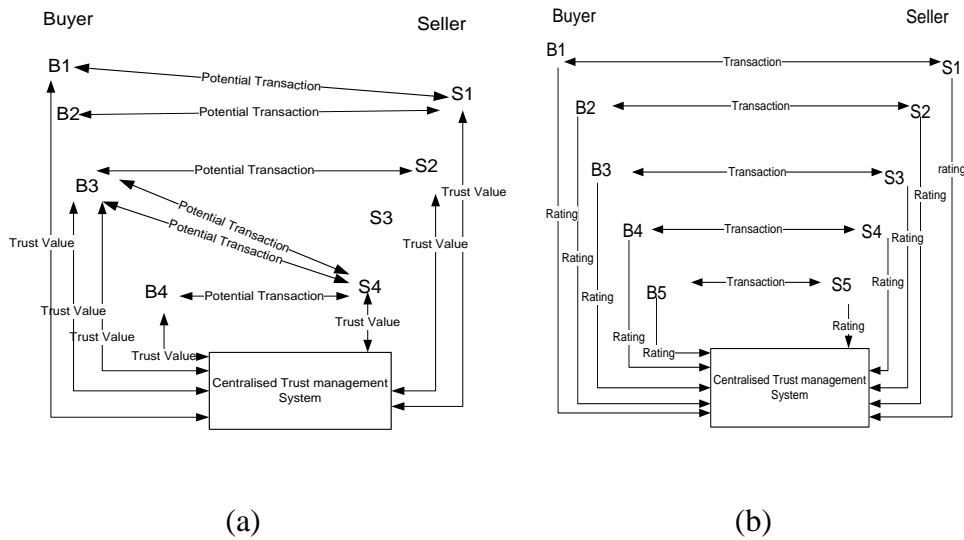 Buyer
Seller
B1
Potential Transaction
S1
B2
Potential Transaction
S2
Potential Transaction
Trust Value
B3
Potential Transaction
Potential Transaction
S3
Trust Value
Trust Value
B4
Potential Transaction
S4
Trust Value
Trust Value
Trust Value
Trust Value
Centralised Trust management
System
(a)
Buyer
Seller
B1
Transaction
S1
B2
Transaction
S2
B3
Transaction
S3
rating
Rating
Rating
B4
Transaction
S4
Rating
Rating
B5
Transaction
S5
Rating
Rating
Rating
Rating
Rating
Centralised Trust management
System
(b)